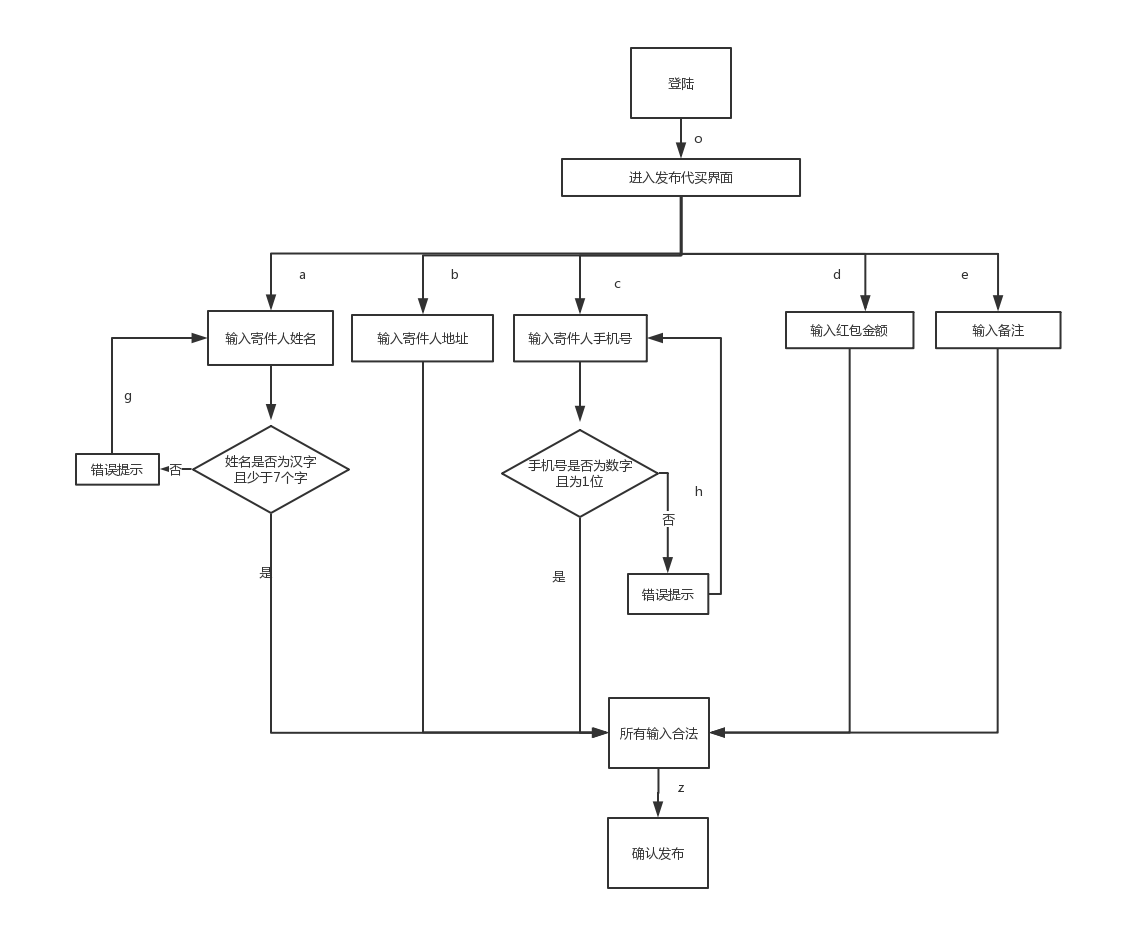 登陆
o
进入发布代买界面
a
b
c
d
e
输入寄件人姓名
输入寄件人地址
输入寄件人手机号
输入红包金额
输入备注
g
错误提示
否
姓名是否为汉字
且少于7个字
手机号是否为数字
且为1位
h
否
是
是
错误提示
所有输入合法
z
确认发布